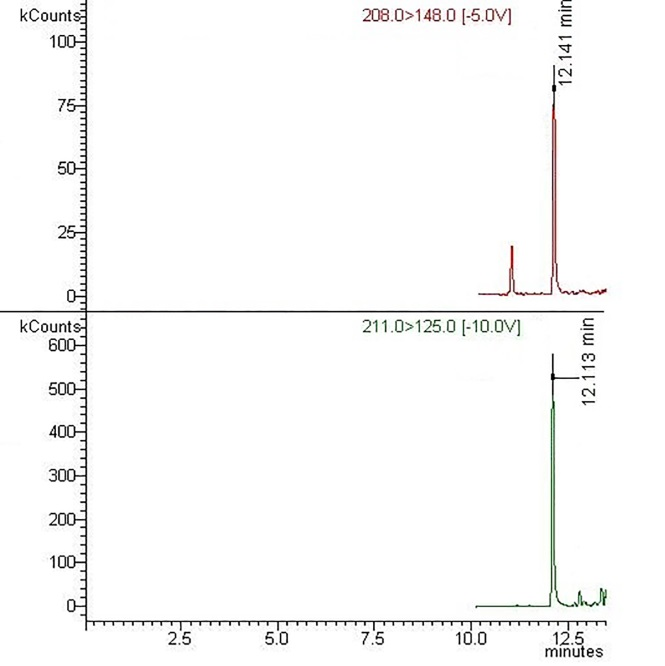 kCounts
208.0>148.0 [-5.0V]
12.141 min
100
75
50
25
0
kCounts
211.0>125.0 [-10.0V]
12.113 min
600
500
400
300
200
100
0
2.5 5.0 7.5 10.0 12.5
minutes